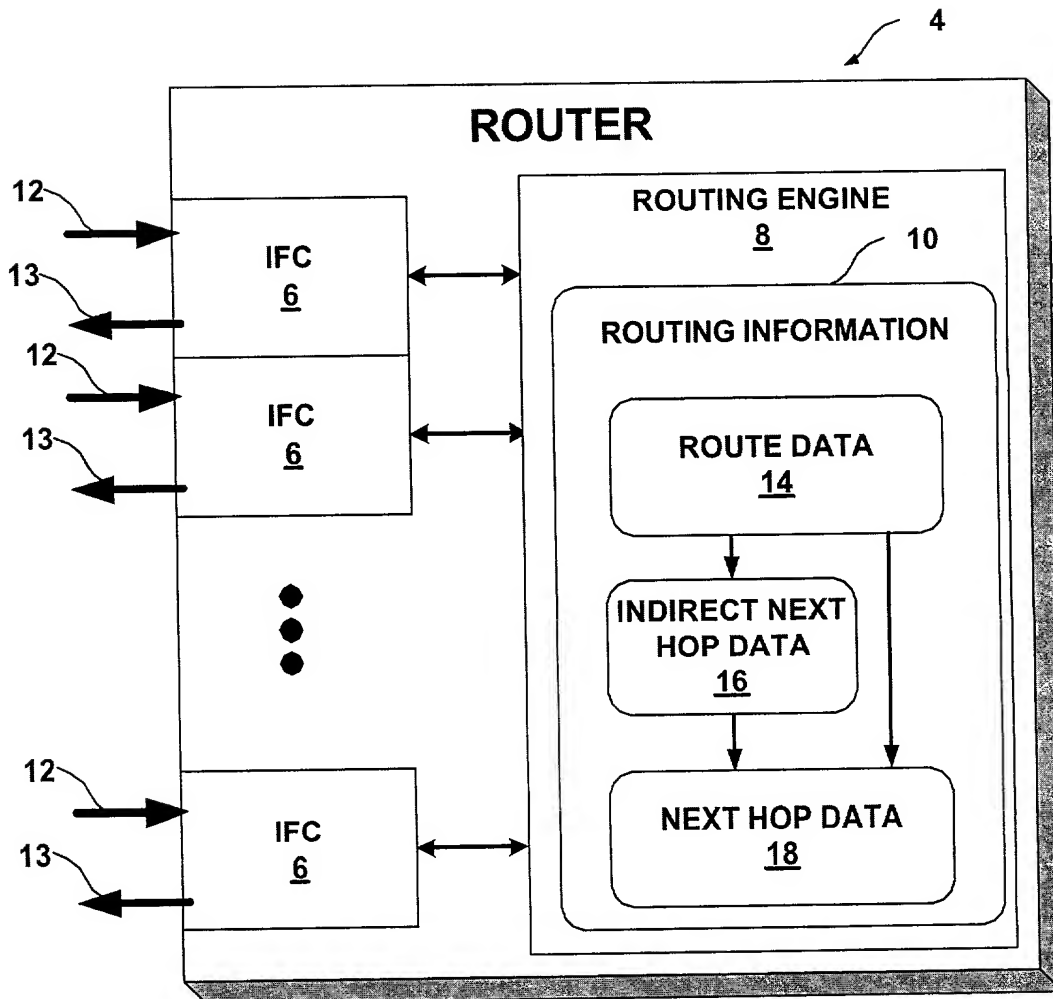 4
ROUTER
12
13
12
13
12
13
IFC
6
IFC
6
IFC
6
ROUTING ENGINE
8
10
ROUTING INFORMATION
ROUTE DATA
14
INDIRECT NEXT
HOP DATA
16
NEXT HOP DATA
18